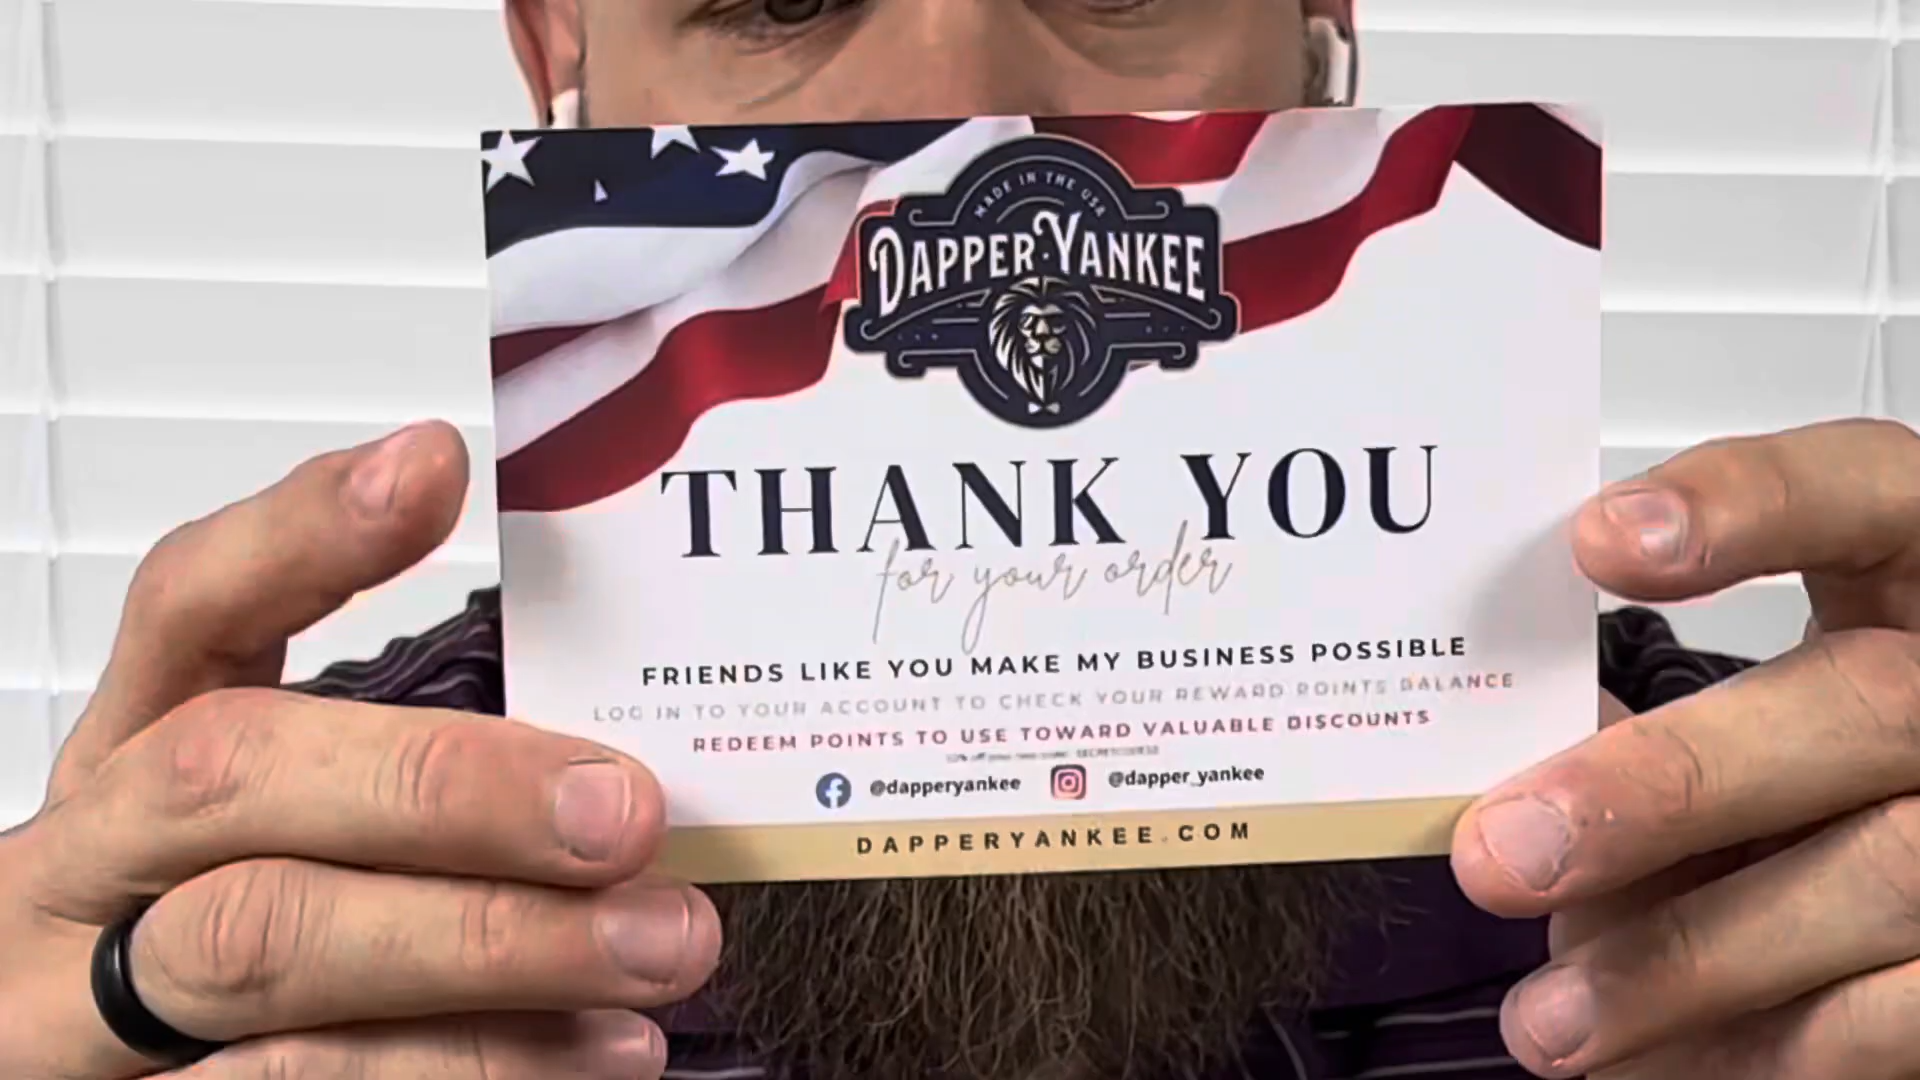 MADE IN THE USA
DAPPER·YANKEE
THANK YOU
for your order
FRIENDS LIKE YOU MAKE MY BUSINESS POSSIBLE
LOG IN TO YOUR ACCOUNT TO CHECK YOUR REWARD POINTS BALANCE
REDEEM POINTS TO USE TOWARD VALUABLE DISCOUNTS
@dapperyankee @dapper_yankee
DAPPERYANKEE.COM